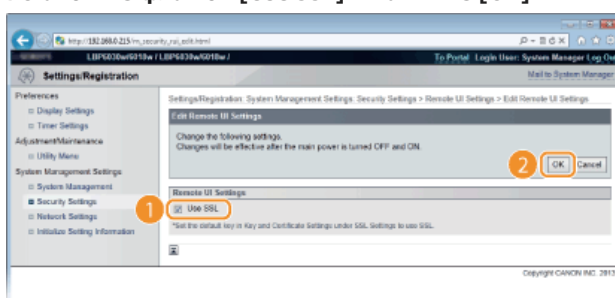 http://192.168.0.215/m_security_rui_edit.html
LBP6030w/6018w / LBP6030w/6018w /
To Portal Login User: System Manager Log Out
Settings/Registration
Mail to System Manager
Preferences
Display Settings
Timer Settings
Adjustment/Maintenance
Utility Menu
System Management Settings
System Management
Security Settings
Network Settings
Initialize Setting Information
Settings/Registration: System Management Settings: Security Settings > Remote UI Settings > Edit Remote UI Settings
Edit Remote UI Settings
Change the following settings.
Changes will be effective after the main power is turned OFF and ON.
2
OK Cancel
Remote UI Settings
1
Use SSL
*Set the default key in Key and Certificate Settings under SSL Settings to use SSL.
Copyright CANON INC. 2013